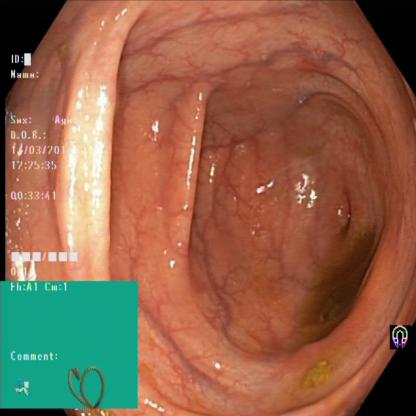 ID:
Name:
Sex: Age
D.O.B.:
17:25:35
00:33:41
Fh:A1 Cm:1
Comment: